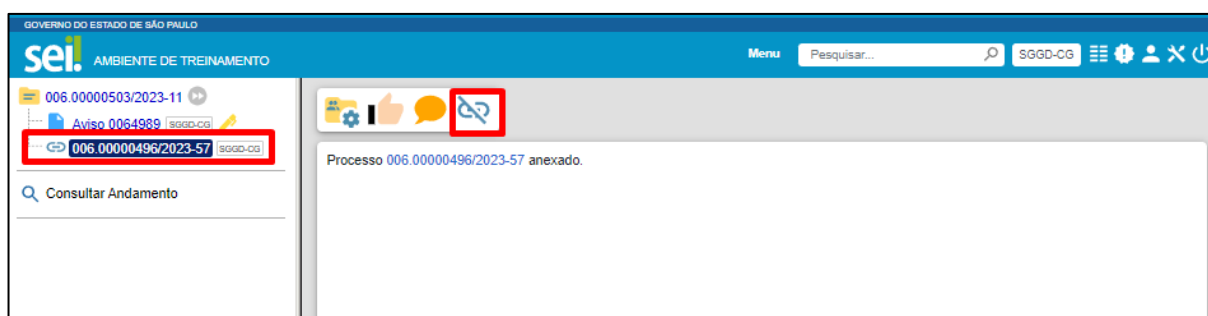 GOVERNO DO ESTADO DE SÃO PAULO
sei! AMBIENTE DE TREINAMENTO
Menu Pesquisar... SGGD-CG
006.00000503/2023-11
Aviso 0064989 SGGD-CG
006.00000496/2023-57 SGGD-CG
Consultar Andamento
Processo 006.00000496/2023-57 anexado.